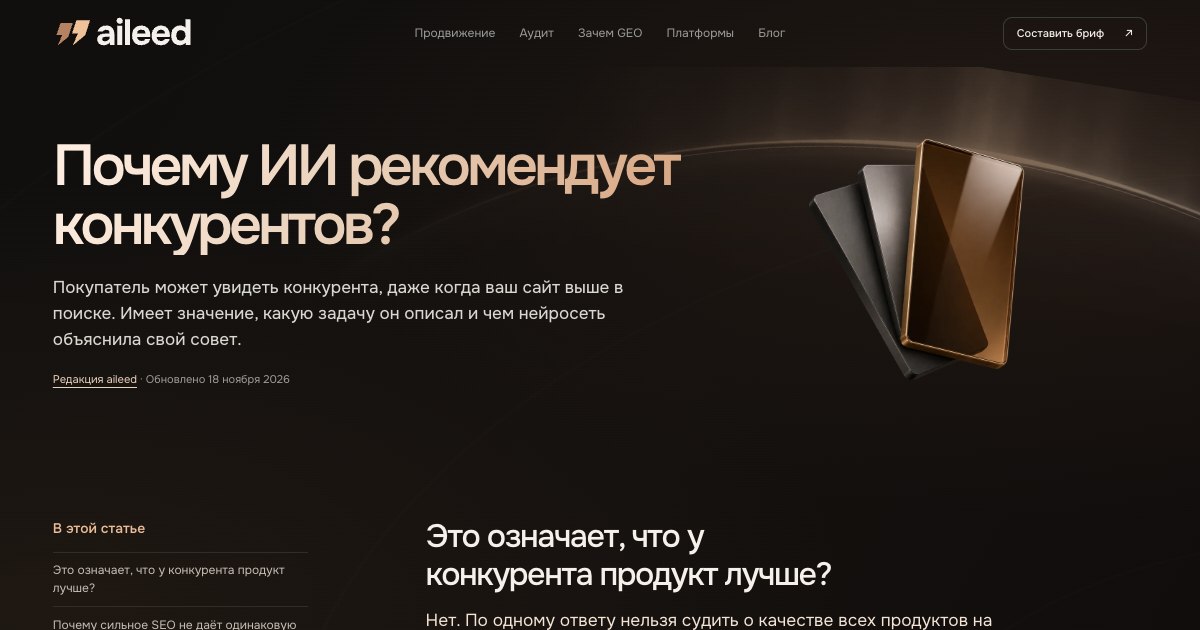 aileed
Продвижение
Аудит
Зачем GEO
Платформы
Блог
Составить бриф
Почему ИИ рекомендует
конкурентов?
Покупатель может увидеть конкурента, даже когда ваш сайт выше в
поиске. Имеет значение, какую задачу он описал и чем нейросеть
объяснила свой совет.
Редакция aileed · Обновлено 18 ноября 2026
В этой статье
Это означает, что у конкурента продукт
лучше?
Почему сильное SEO не даёт одинаковую
Это означает, что у
конкурента продукт лучше?
Нет. По одному ответу нельзя судить о качестве всех продуктов на